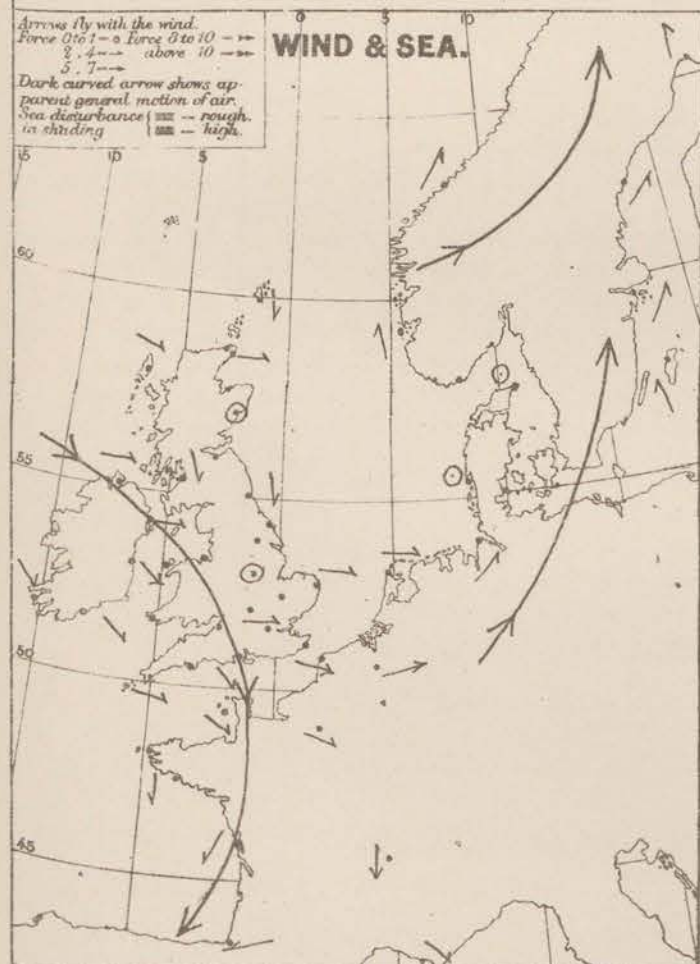 Arrows fly with the wind.
Force 0 to 1 -- o Force 8 to 10 --
2 . 4 -- above 10 --
5 . 7 --
Dark curved arrow shows ap-
parent general motion of air.
Sea disturbance { -- rough.
in shading { -- high.
WIND & SEA.
0 5 10
15 10 5
60
55
50
45